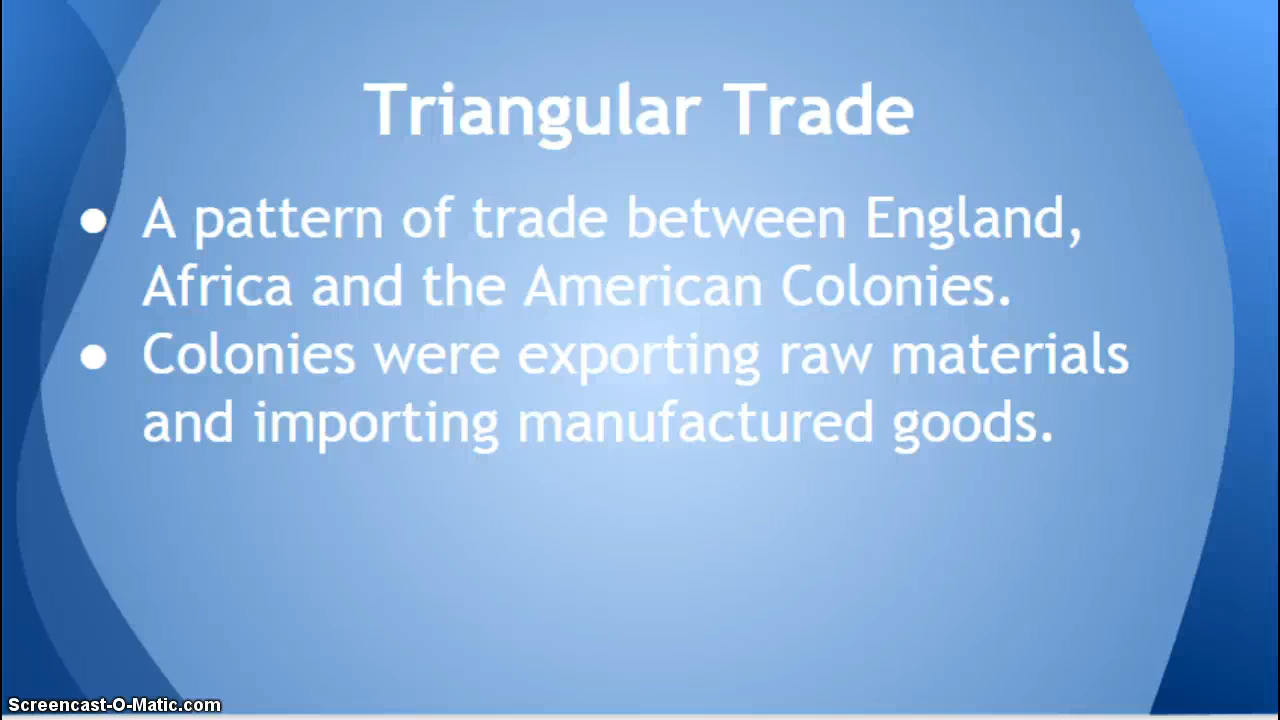 Triangular Trade
● A pattern of trade between England,
Africa and the American Colonies.
● Colonies were exporting raw materials
and importing manufactured goods.
Screencast-O-Matic.com